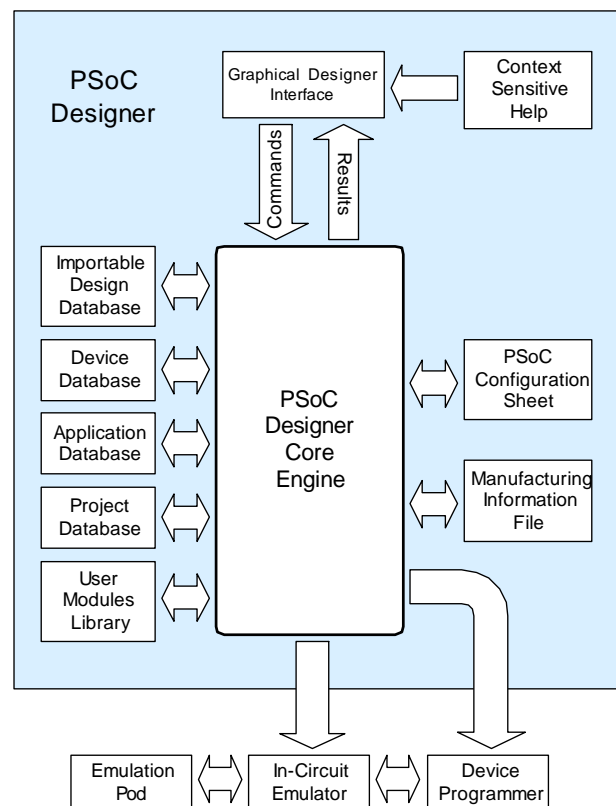 PSoC
Designer
Graphical Designer
Interface
Context
Sensitive
Help
Commands
Results
Importable
Design
Database
Device
Database
Application
Database
Project
Database
User
Modules
Library
PSoC
Designer
Core
Engine
PSoC
Configuration
Sheet
Manufacturing
Information
File
Emulation
Pod
In-Circuit
Emulator
Device
Programmer